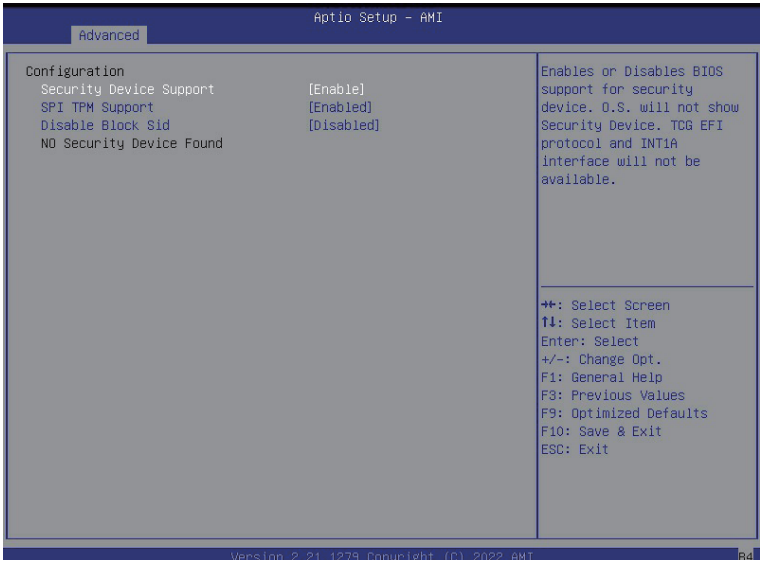 Aptio Setup – AMI
Advanced
Configuration
Security Device Support [Enable]
SPI TPM Support [Enabled]
Disable Block Sid [Disabled]
NO Security Device Found
Enables or Disables BIOS
support for security
device. O.S. will not show
Security Device. TCG EFI
protocol and INT1A
interface will not be
available.
→←: Select Screen
↑↓: Select Item
Enter: Select
+/-: Change Opt.
F1: General Help
F3: Previous Values
F9: Optimized Defaults
F10: Save & Exit
ESC: Exit
Version 2.21.1279 Copyright (C) 2022 AMI
B4